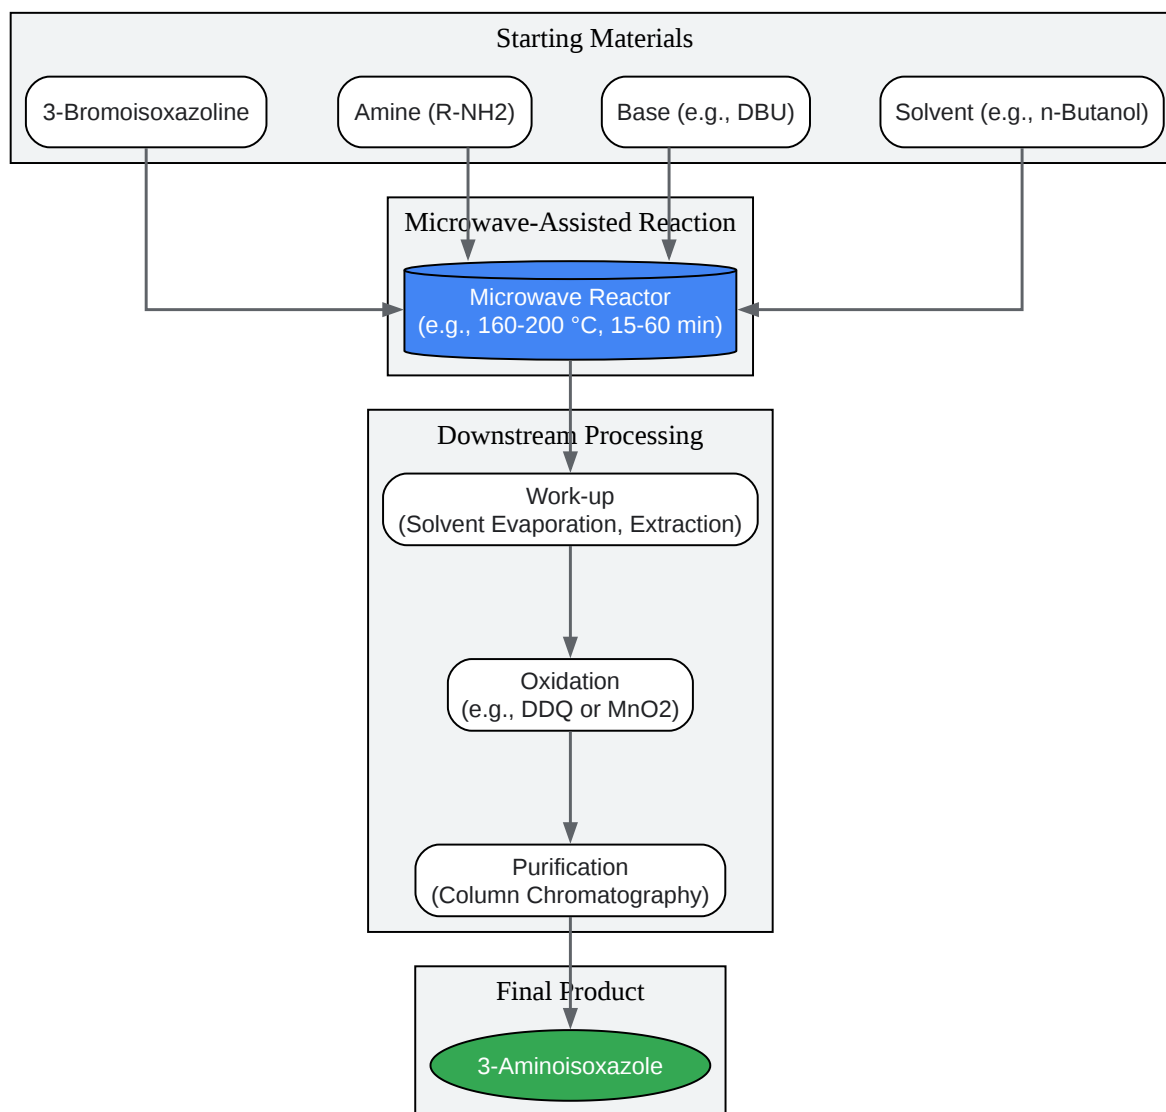 Starting Materials
3-Bromoisoxazoline
Amine (R-NH2)
Base (e.g., DBU)
Solvent (e.g., n-Butanol)
Microwave-Assisted Reaction
Microwave Reactor
(e.g., 160-200 °C, 15-60 min)
Downstream Processing
Work-up
(Solvent Evaporation, Extraction)
Oxidation
(e.g., DDQ or MnO2)
Purification
(Column Chromatography)
Final Product
3-Aminoisoxazole